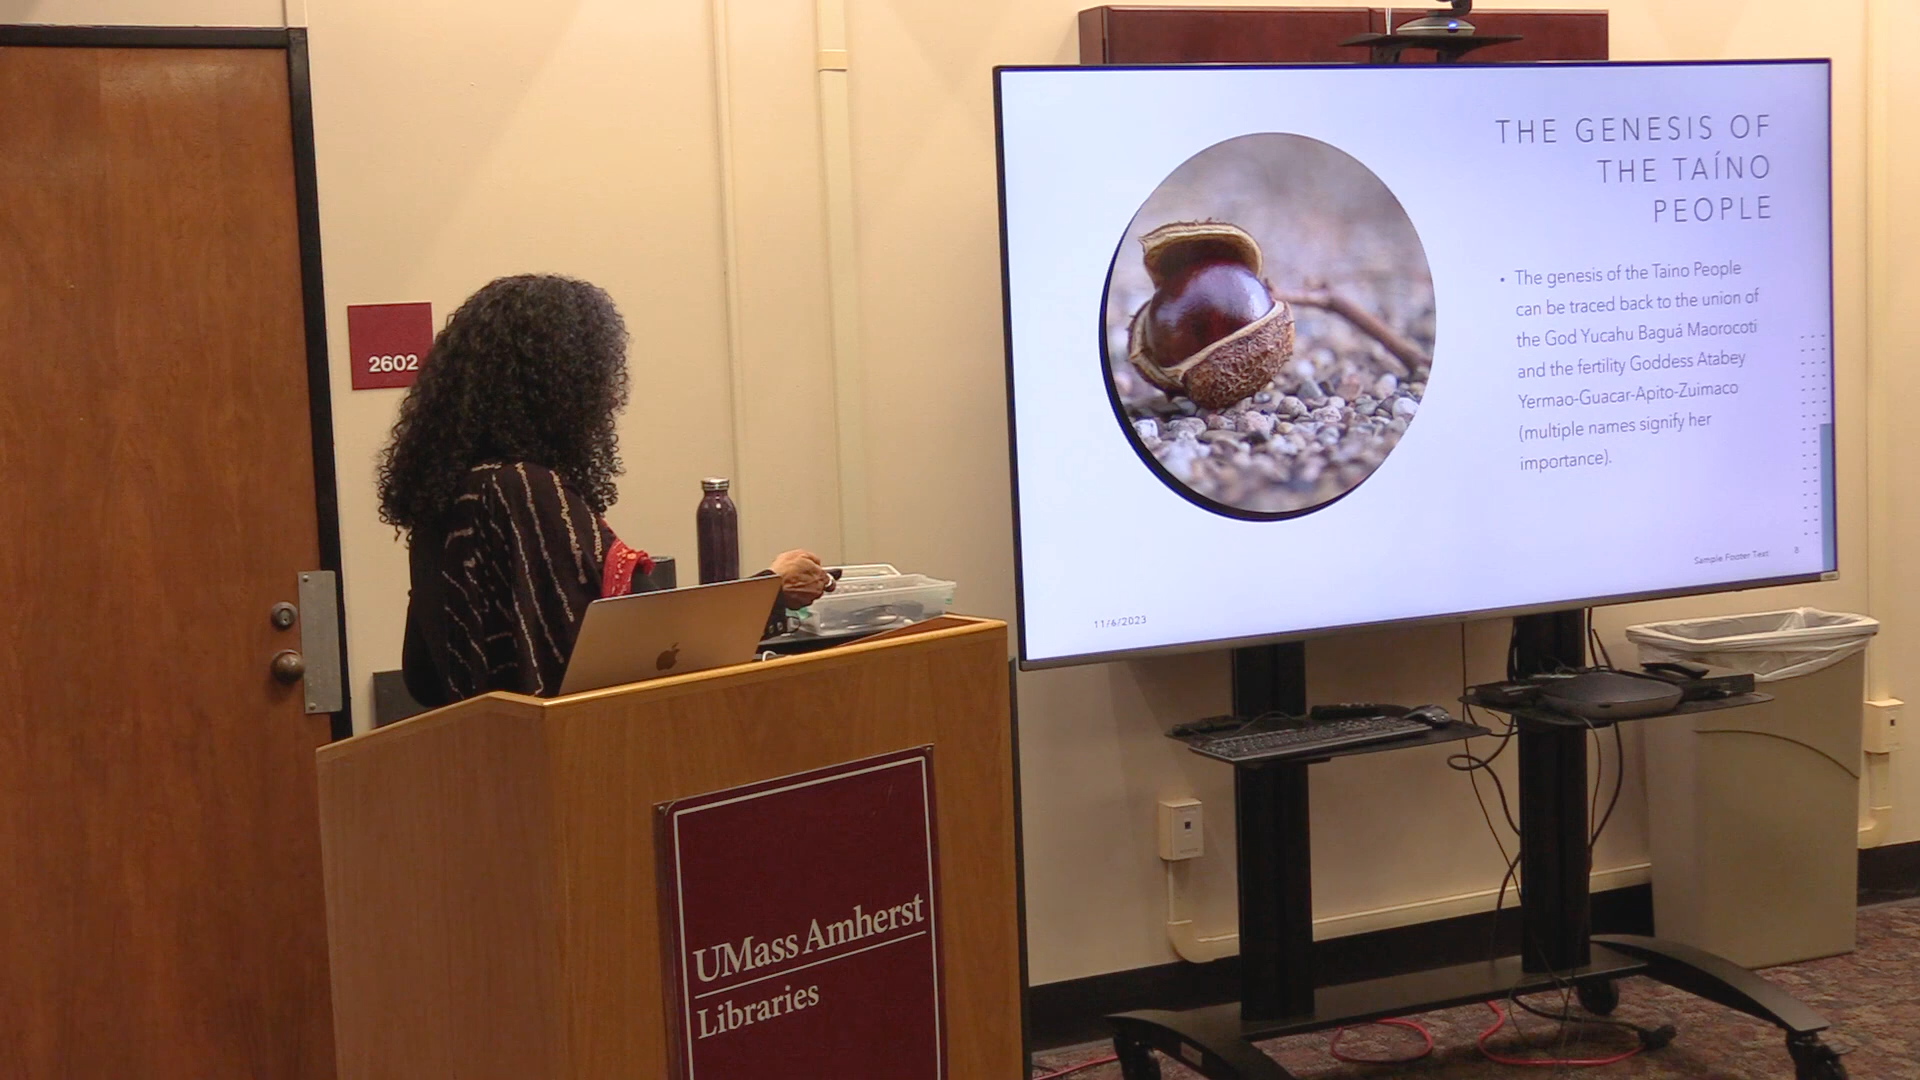 2602
THE GENESIS OF
THE TAÍNO
PEOPLE
• The genesis of the Taino People
can be traced back to the union of
the God Yucahu Baguá Maorocoti
and the fertility Goddess Atabey
Yermao-Guacar-Apito-Zuimaco
(multiple names signify her
importance).
Sample Footer Text
8
11/6/2023
UMass Amherst
Libraries